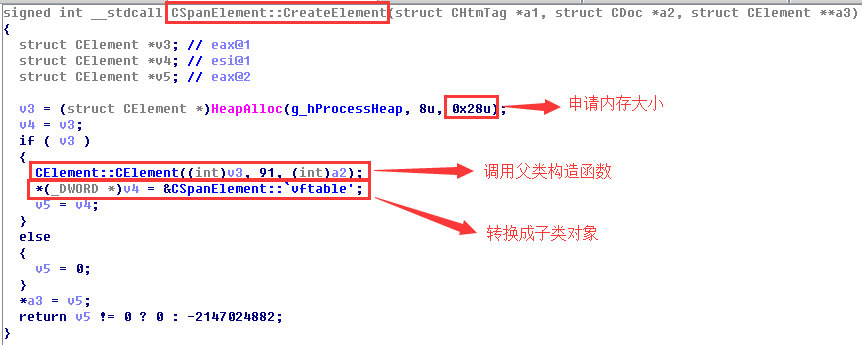 signed int __stdcall CSpanElement::CreateElement(struct CHtmTag *a1, struct CDoc *a2, struct CElement **a3)
{
struct CElement *v3; // eax@1
struct CElement *v4; // esi@1
struct CElement *v5; // eax@2
v3 = (struct CElement *)HeapAlloc(g_hProcessHeap, 8u, 0x28u); 申请内存大小
v4 = v3;
if ( v3 )
{
CElement::CElement((int)v3, 91, (int)a2); 调用父类构造函数
*(_DWORD *)v4 = &CSpanElement::`vftable';
v5 = v4; 转换成子类对象
}
else
{
v5 = 0;
}
*a3 = v5;
return v5 != 0 ? 0 : -2147024882;
}